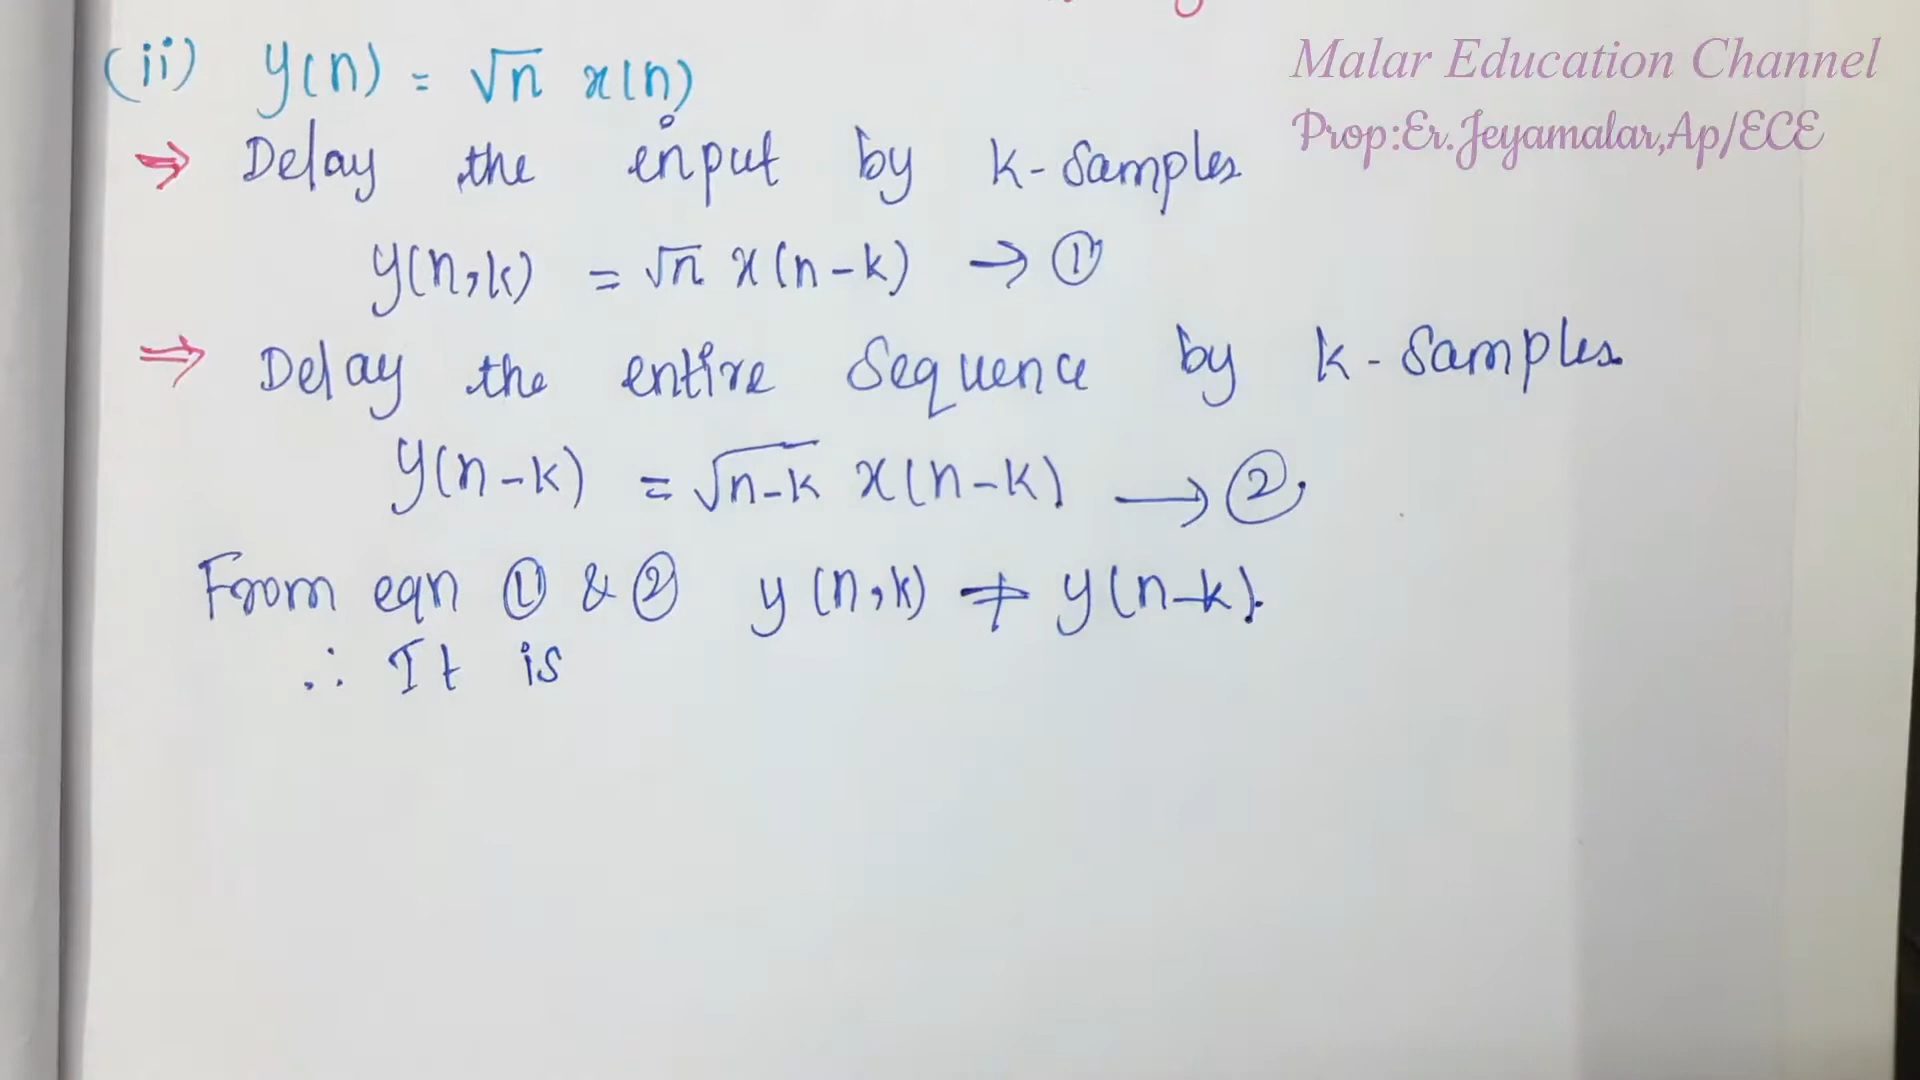 Malar Education Channel
Prop:Er.Jeyamalar,Ap/ECE
(ii) y(n) = √n x(n)
⇒ Delay the input by k-Samples
y(n,k) = √n x(n-k) → ①
⇒ Delay the entire Sequence by k-Samples
y(n-k) = √(n-k) x(n-k) → ②,
From eqn ① & ② y(n,k) ≠ y(n-k).
∴ It is